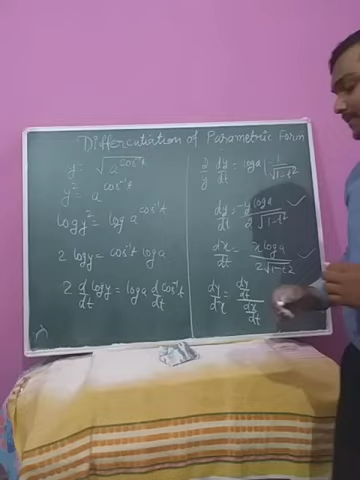 Differentiation of Parametric Form
y = √(a^(cos⁻¹t))
y² = a^(cos⁻¹t)
log y² = log a^(cos⁻¹t)
2 log y = cos⁻¹t log a
2 d/dt log y = log a d/dt cos⁻¹t
2/y dy/dt = log a (-1/√(1-t²)
dy/dt = -y log a / 2√(1-t²) ✓
dx/dt = x log a / 2√(1-t²) ✓
dy/dx = (dy/dt)/(dx/dt)